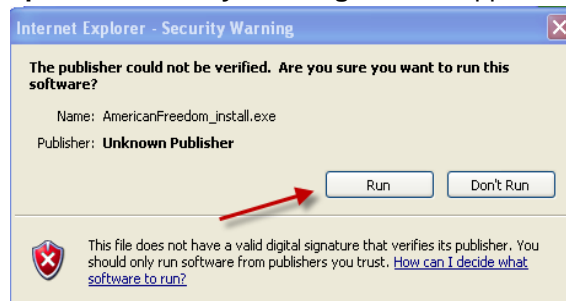 Internet Explorer - Security Warning
The publisher could not be verified. Are you sure you want to run this
software?
Name: AmericanFreedom_install.exe
Publisher: Unknown Publisher
Run Don't Run
This file does not have a valid digital signature that verifies its publisher. You
should only run software from publishers you trust. How can I decide what
software to run?